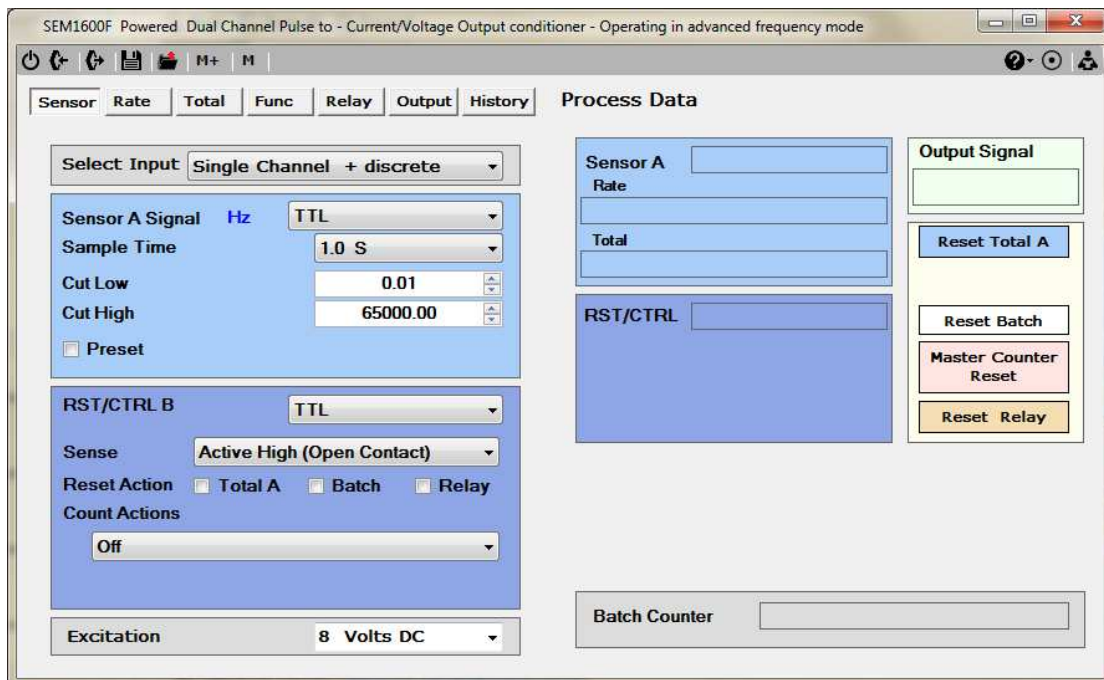 SEM1600F Powered Dual Channel Pulse to - Current/Voltage Output conditioner - Operating in advanced frequency mode
M+ M
Sensor Rate Total Func Relay Output History
Process Data
Select Input Single Channel + discrete
Sensor A Signal Hz TTL
Sample Time 1.0 S
Cut Low 0.01
Cut High 65000.00
Preset
RST/CTRL B TTL
Sense Active High (Open Contact)
Reset Action Total A Batch Relay
Count Actions
Off
Excitation 8 Volts DC
Sensor A
Rate
Total
RST/CTRL
Output Signal
Reset Total A
Reset Batch
Master Counter
Reset
Reset Relay
Batch Counter